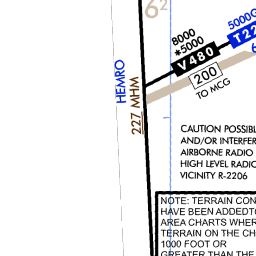 6²
5000G
8000
*5000
V 480
T22
200
TO MCG
HEMRO
227 MHM
CAUTION POSSIBL
AND/OR INTERFER
AIRBORNE RADIO
HIGH LEVEL RADIO
VICINITY R-2206
NOTE: TERRAIN CON
HAVE BEEN ADDEDTO
AREA CHARTS WHER
TERRAIN ON THE CH
1000 FOOT OR
GREATER THAN THE